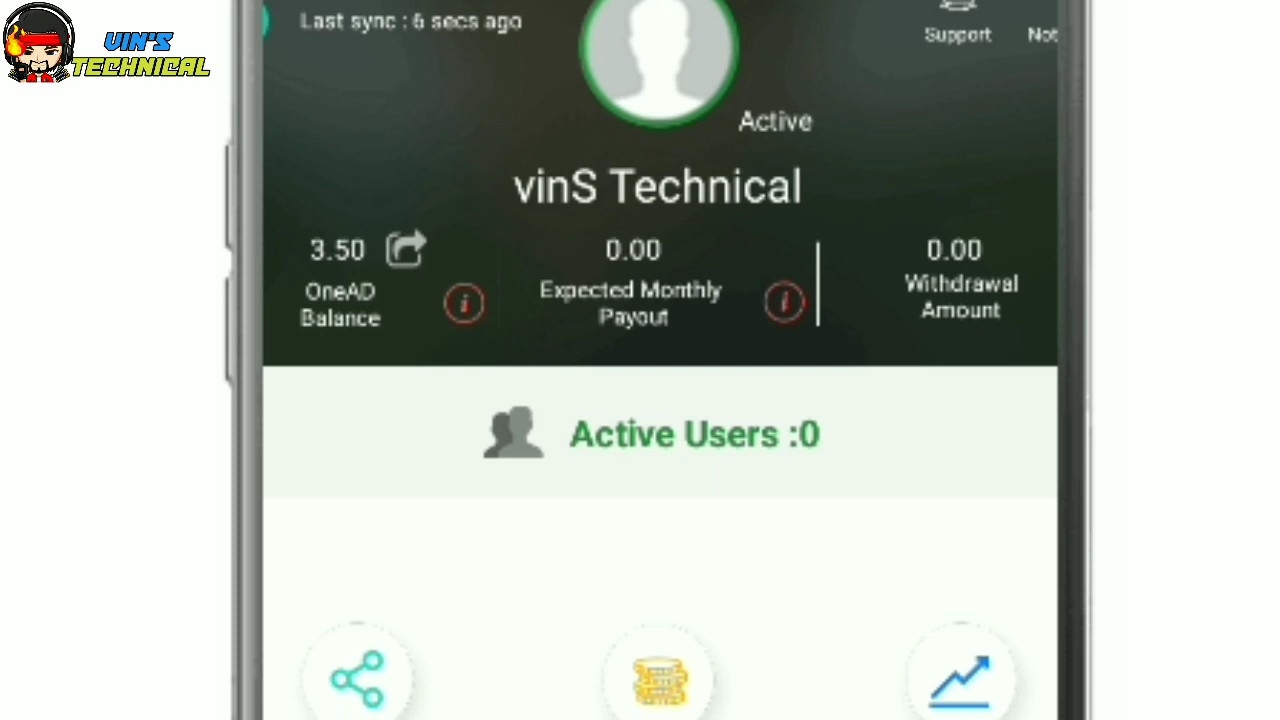 VIN'S
TECHNICAL
Last sync : 6 secs ago
Support
Not
Active
vinS Technical
3.50
OneAD
Balance
i
0.00
Expected Monthly
Payout
i
0.00
Withdrawal
Amount
Active Users :0